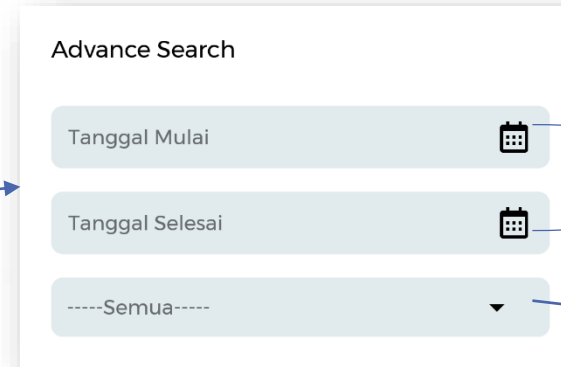 Advance Search
Tanggal Mulai
Tanggal Selesai
-----Semua-----